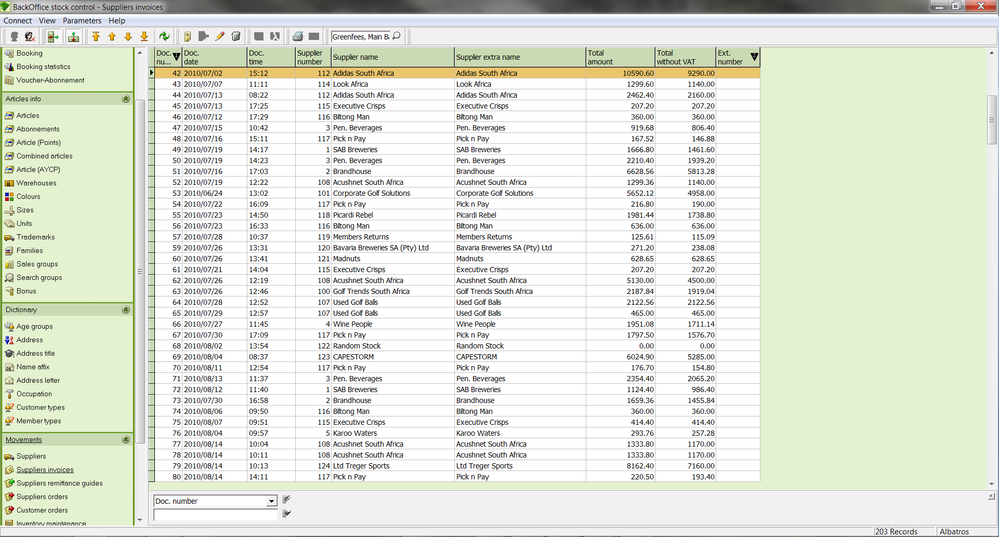 BackOffice stock control - Suppliers invoices
Connect View Parameters Help
Greenfees, Main B
Booking
Booking statistics
Voucher-Abonnement
Articles info
Articles
Abonnements
Article (Points)
Combined articles
Article (AYCP)
Warehouses
Colours
Sizes
Units
Trademarks
Families
Sales groups
Search groups
Bonus
Dictionary
Age groups
Address
Address title
Name affix
Address letter
Occupation
Customer types
Member types
Movements
Suppliers
Suppliers invoices
Suppliers remittance guides
Suppliers orders
Customer orders
Inventory maintenance
Doc. nu... 1 Doc. date Doc. time Supplier number Supplier name Supplier extra name Total amount Total without VAT Ext. number 2
42 2010/07/02 15:12 112 Adidas South Africa Adidas South Africa 10590.60 9290.00
43 2010/07/07 11:11 114 Look Africa Look Africa 1299.60 1140.00
44 2010/07/13 08:22 112 Adidas South Africa Adidas South Africa 2462.40 2160.00
45 2010/07/13 17:25 115 Executive Crisps Executive Crisps 207.20 207.20
46 2010/07/12 17:29 116 Biltong Man Biltong Man 360.00 360.00
47 2010/07/15 10:42 3 Pen. Beverages Pen. Beverages 919.68 806.40
48 2010/07/16 15:11 117 Pick n Pay Pick n Pay 167.52 146.88
49 2010/07/19 14:17 1 SAB Breweries SAB Breweries 1666.80 1461.60
50 2010/07/19 14:23 3 Pen. Beverages Pen. Beverages 2210.40 1939.20
51 2010/07/16 17:03 2 Brandhouse Brandhouse 6628.56 5813.28
52 2010/07/19 12:22 108 Acushnet South Africa Acushnet South Africa 1299.36 1140.00
53 2010/06/24 13:02 101 Corporate Golf Solutions Corporate Golf Solutions 5652.12 4958.00
54 2010/07/22 16:09 117 Pick n Pay Pick n Pay 216.80 190.00
55 2010/07/23 14:50 118 Picardi Rebel Picardi Rebel 1981.44 1738.80
56 2010/07/23 16:33 116 Biltong Man Biltong Man 636.00 636.00
57 2010/07/28 10:37 119 Members Returns Members Returns 125.61 115.09
59 2010/07/26 13:31 120 Bavaria Breweries SA (Pty) Ltd Bavaria Breweries SA (Pty) Ltd 271.20 238.08
60 2010/07/26 13:41 121 Madnuts Madnuts 628.65 628.65
61 2010/07/21 14:04 115 Executive Crisps Executive Crisps 207.20 207.20
62 2010/07/26 12:19 108 Acushnet South Africa Acushnet South Africa 5130.00 4500.00
63 2010/07/26 12:46 100 Golf Trends South Africa Golf Trends South Africa 2187.84 1919.04
64 2010/07/28 12:52 107 Used Golf Balls Used Golf Balls 2122.56 2122.56
65 2010/07/29 12:57 107 Used Golf Balls Used Golf Balls 465.00 465.00
66 2010/07/27 11:45 4 Wine People Wine People 1951.08 1711.14
67 2010/07/30 17:09 117 Pick n Pay Pick n Pay 1797.50 1576.70
68 2010/08/02 13:54 122 Random Stock Random Stock 0.00 0.00
69 2010/08/04 08:37 123 CAPESTORM CAPESTORM 6024.90 5285.00
70 2010/08/11 12:54 117 Pick n Pay Pick n Pay 176.70 154.80
71 2010/08/13 11:37 3 Pen. Beverages Pen. Beverages 2354.40 2065.20
72 2010/08/12 11:40 1 SAB Breweries SAB Breweries 1124.40 986.40
73 2010/07/30 16:58 2 Brandhouse Brandhouse 1659.36 1455.84
74 2010/08/06 09:50 116 Biltong Man Biltong Man 360.00 360.00
75 2010/08/07 09:51 115 Executive Crisps Executive Crisps 414.40 414.40
76 2010/08/04 09:57 5 Karoo Waters Karoo Waters 293.76 257.28
77 2010/08/14 10:04 108 Acushnet South Africa Acushnet South Africa 1333.80 1170.00
78 2010/08/14 10:11 108 Acushnet South Africa Acushnet South Africa 1333.80 1170.00
79 2010/08/14 10:13 124 Ltd Treger Sports Ltd Treger Sports 8162.40 7160.00
80 2010/08/14 14:11 117 Pick n Pay Pick n Pay 220.50 193.40
Doc. number
203 Records Albatros